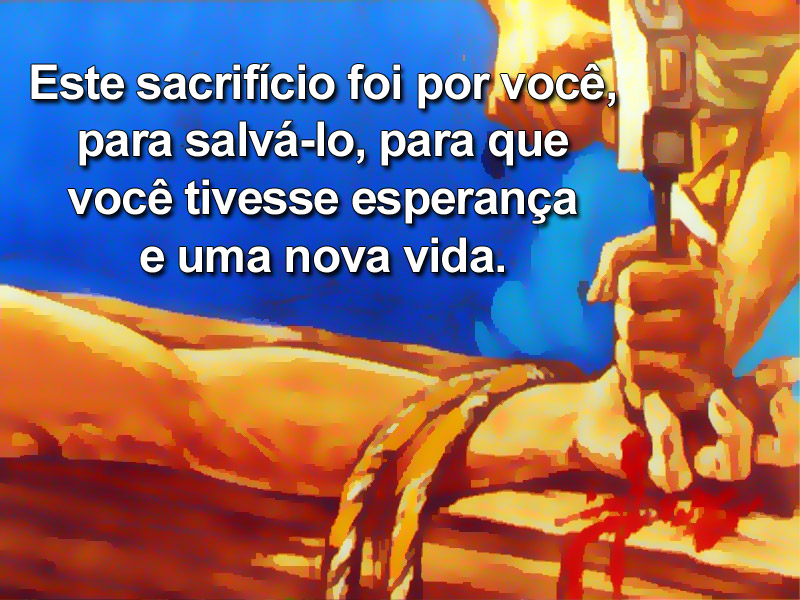 Este sacrifício foi por você,
para salvá-lo, para que
você tivesse esperança
e uma nova vida.